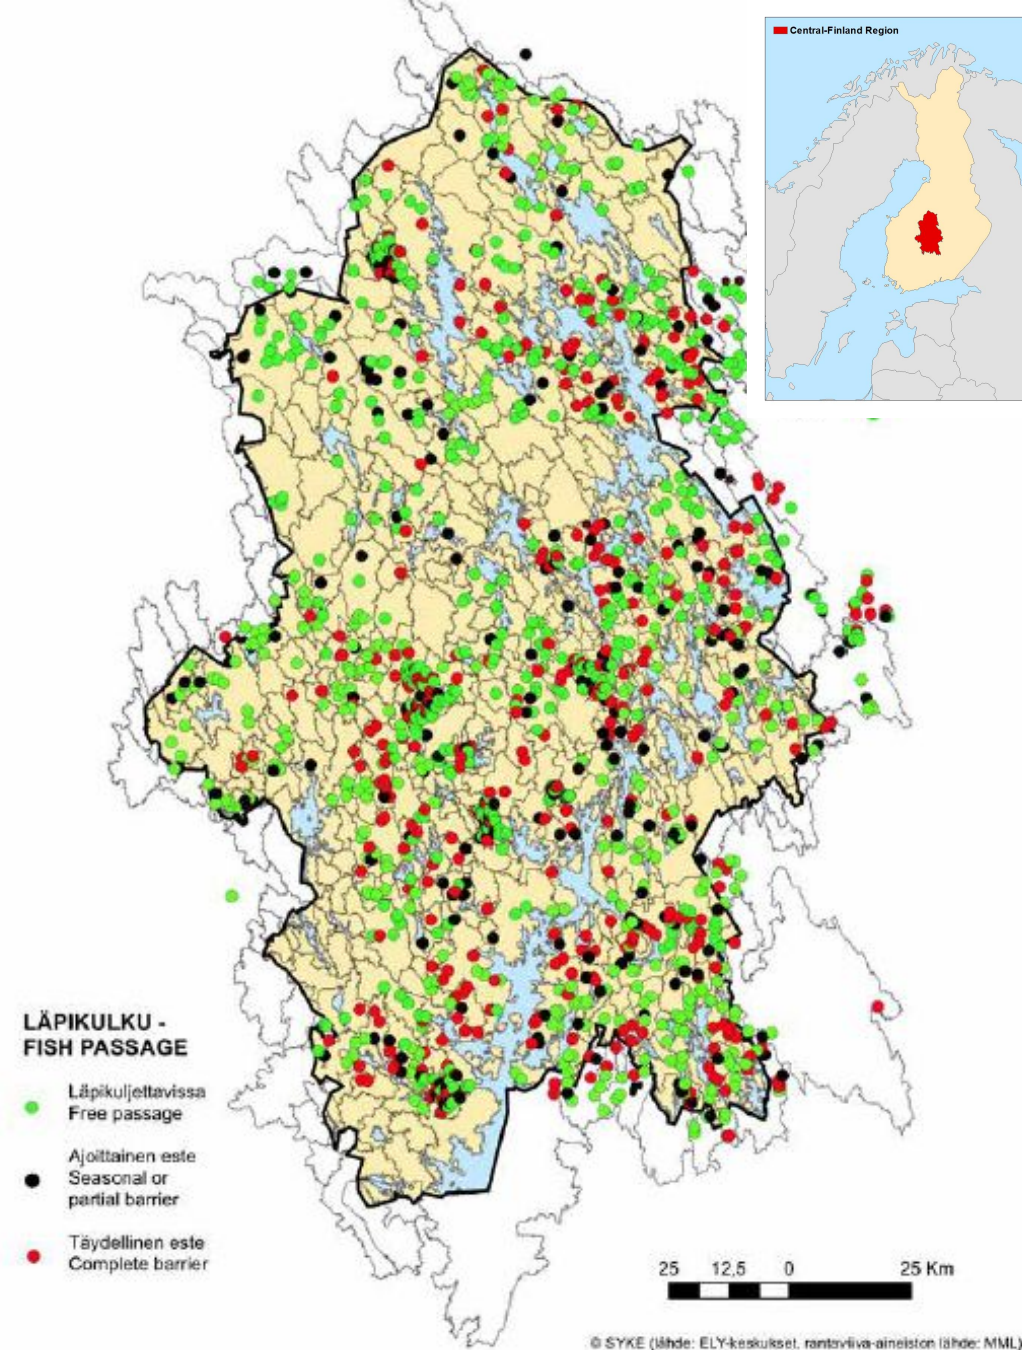 Central-Finland Region
LÄPIKULKU -
FISH PASSAGE
Läpikuljettavissa
Free passage
Ajoittainen este
Seasonal or
partial barrier
Täydellinen este
Complete barrier
25 12,5 0 25 Km
© SYKE (lähde: ELY-keskukset, rantaviiva-aineiston lähde: MML)